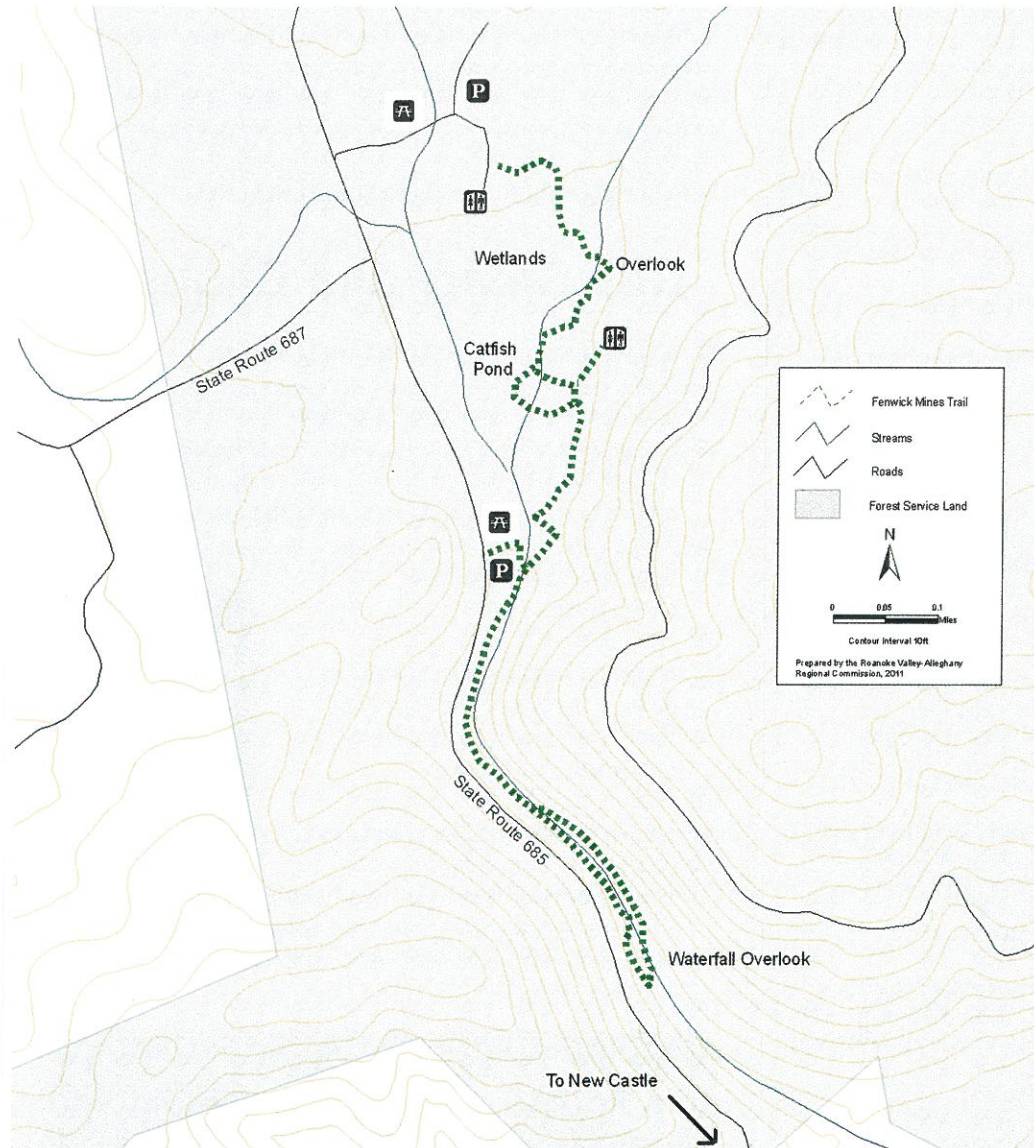 P
P
Wetlands
Overlook
Catfish
Pond
State Route 687
Fenwick Mines Trail
Streams
Roads
Forest Service Land
N
0 0.05 0.1
Miles
Contour Interval 10ft
Prepared by the Roanoke Valley-Alleghany
Regional Commission, 2011
P
State Route 685
Waterfall Overlook
To New Castle